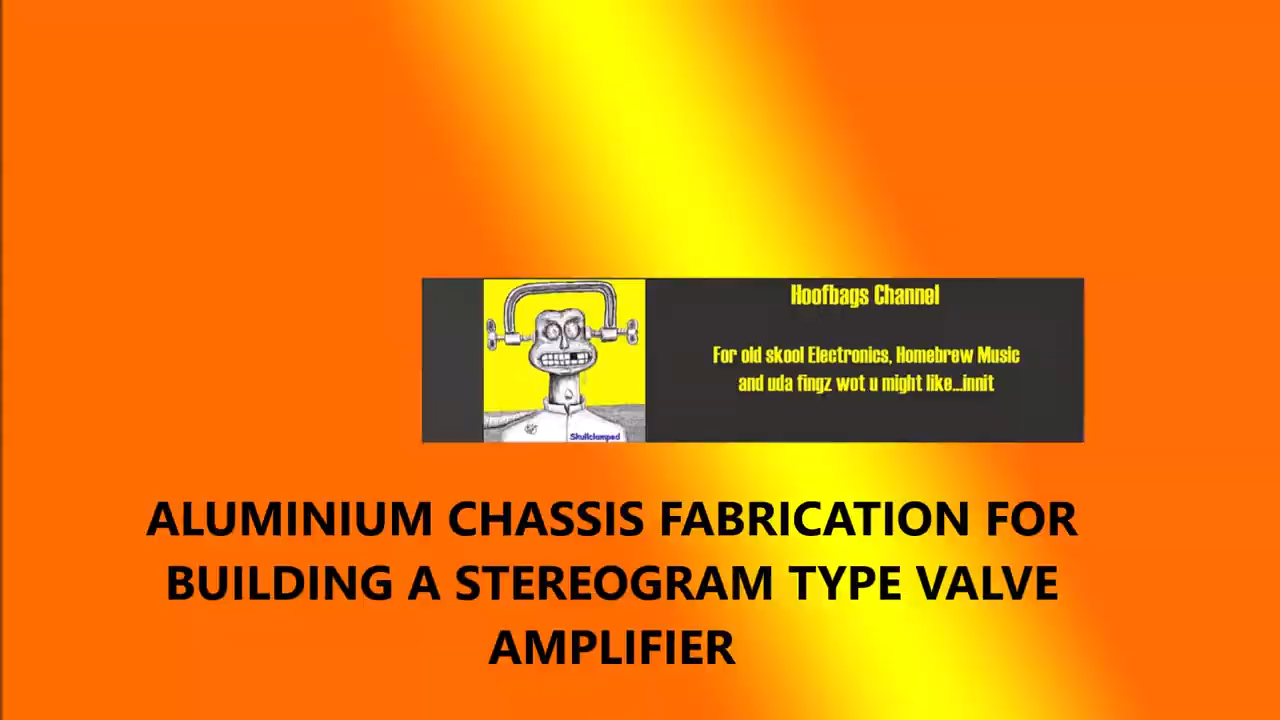 Hoofbags Channel
For old skool Electronics, Homebrew Music
and uda fingz wot u might like...innit
Skullclamped
ALUMINIUM CHASSIS FABRICATION FOR
BUILDING A STEREOGRAM TYPE VALVE
AMPLIFIER